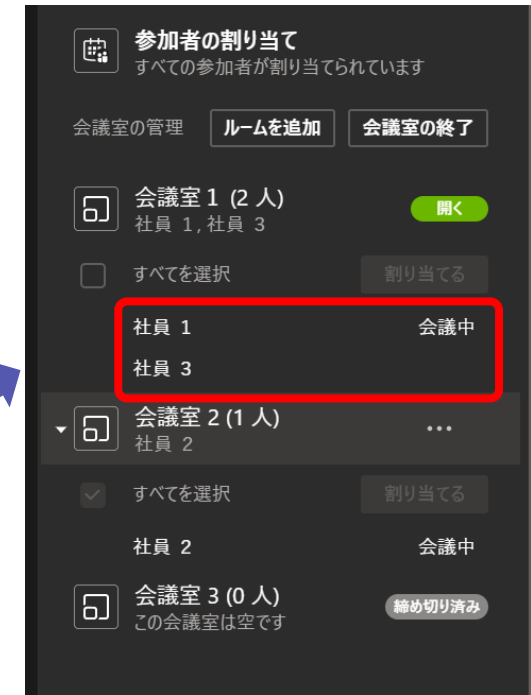 参加者の割り当て
すべての参加者が割り当てられています
会議室の管理 ルームを追加 会議室の終了
会議室 1 (2 人) 開く
社員 1, 社員 3
すべてを選択 割り当てる
社員 1 会議中
社員 3
会議室 2 (1 人) ...
社員 2
すべてを選択 割り当てる
社員 2 会議中
会議室 3 (0 人) 締め切り済み
この会議室は空です